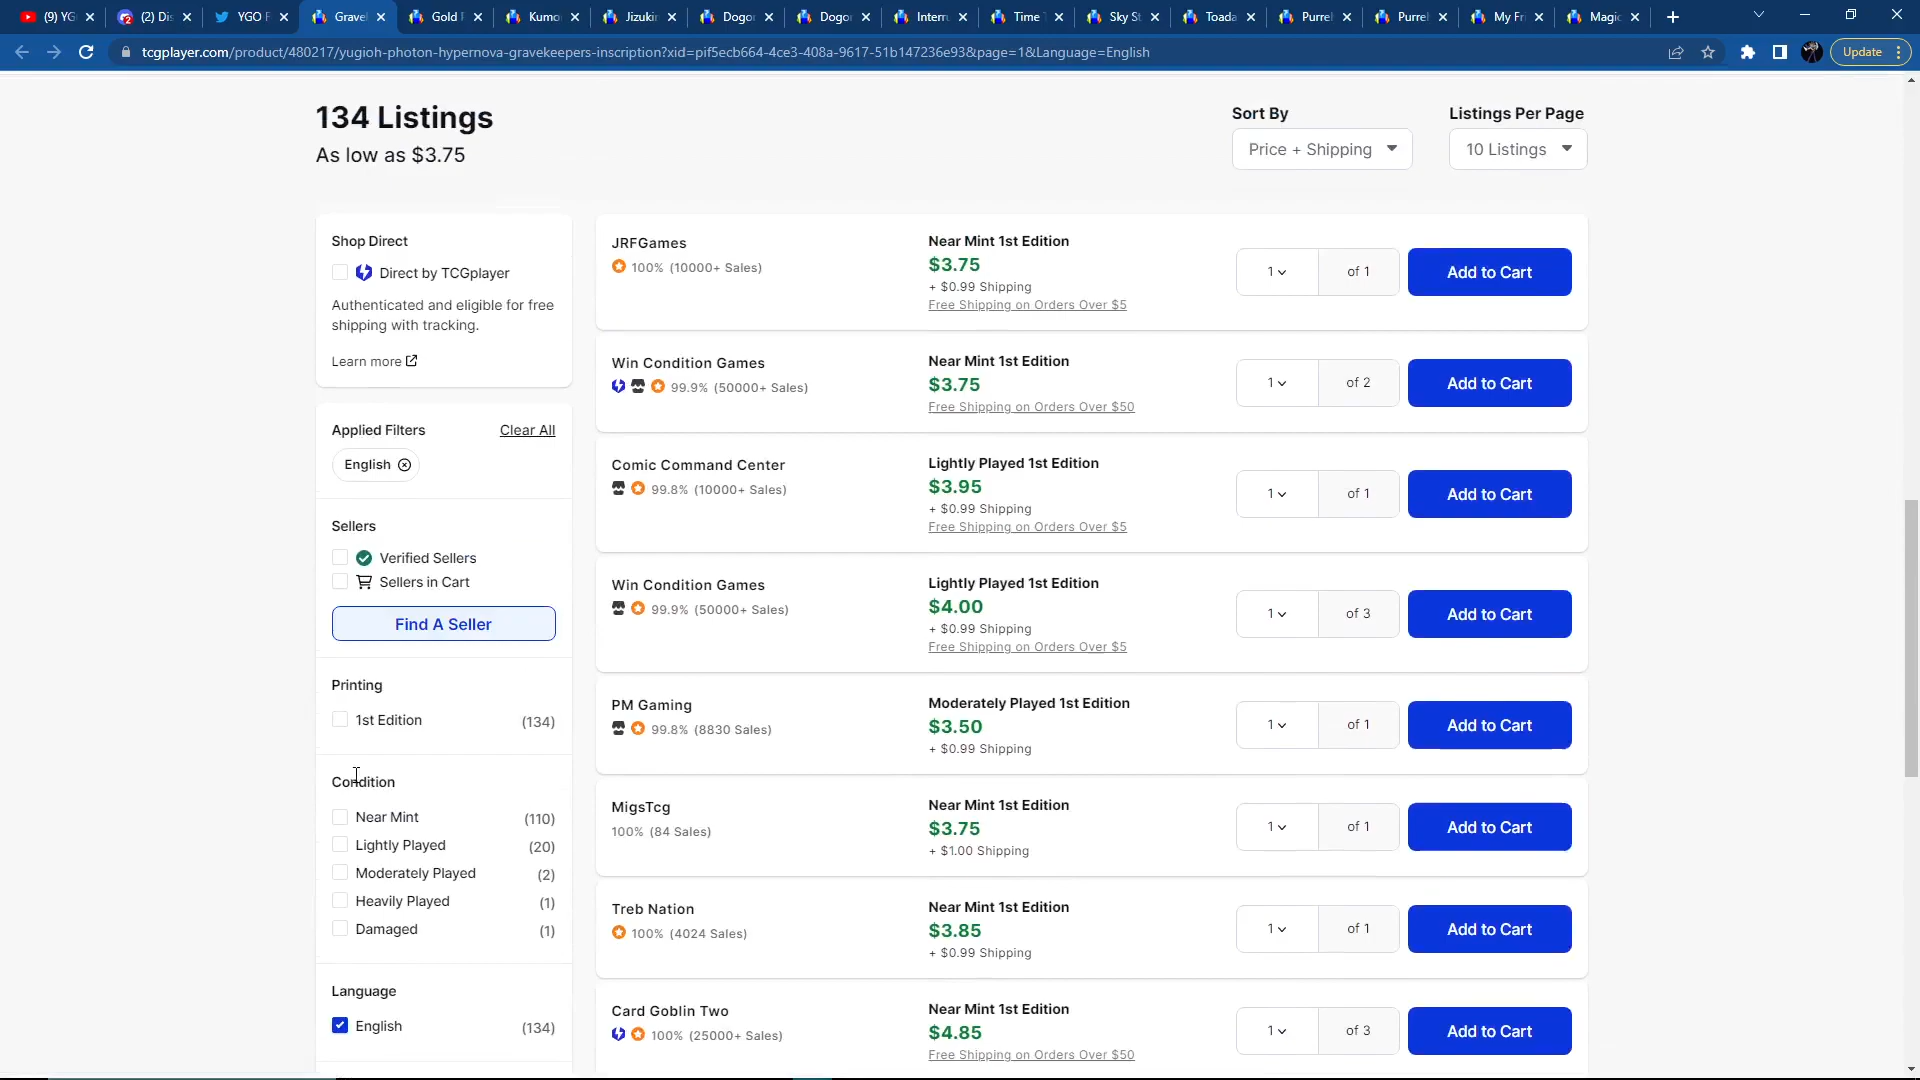 (9) YG
(2) Dis
YGO F
Gravel
Gold F
Kumo
Jizuki
Dogo
Dogo
Interr
Time
Sky St
Toada
Purrel
Purrel
My Fri
Magic
tcgplayer.com/product/480217/yugioh-photon-hypernova-gravekeepers-inscription?xid=pif5ecb664-4ce3-408a-9617-51b147236e93&page=1&Language=English
Update
134 Listings
As low as $3.75
Sort By
Price + Shipping
Listings Per Page
10 Listings
Shop Direct
Direct by TCGplayer
Authenticated and eligible for free
shipping with tracking.
Learn more
Applied Filters
Clear All
English
Sellers
Verified Sellers
Sellers in Cart
Find A Seller
Printing
1st Edition (134)
Condition
Near Mint (110)
Lightly Played (20)
Moderately Played (2)
Heavily Played (1)
Damaged (1)
Language
English (134)
JRFGames
100% (10000+ Sales)
Near Mint 1st Edition
$3.75
+ $0.99 Shipping
Free Shipping on Orders Over $5
1 of 1
Add to Cart
Win Condition Games
99.9% (50000+ Sales)
Near Mint 1st Edition
$3.75
Free Shipping on Orders Over $50
1 of 2
Add to Cart
Comic Command Center
99.8% (10000+ Sales)
Lightly Played 1st Edition
$3.95
+ $0.99 Shipping
Free Shipping on Orders Over $5
1 of 1
Add to Cart
Win Condition Games
99.9% (50000+ Sales)
Lightly Played 1st Edition
$4.00
+ $0.99 Shipping
Free Shipping on Orders Over $5
1 of 3
Add to Cart
PM Gaming
99.8% (8830 Sales)
Moderately Played 1st Edition
$3.50
+ $0.99 Shipping
1 of 1
Add to Cart
MigsTcg
100% (84 Sales)
Near Mint 1st Edition
$3.75
+ $1.00 Shipping
1 of 1
Add to Cart
Treb Nation
100% (4024 Sales)
Near Mint 1st Edition
$3.85
+ $0.99 Shipping
1 of 1
Add to Cart
Card Goblin Two
100% (25000+ Sales)
Near Mint 1st Edition
$4.85
Free Shipping on Orders Over $50
1 of 3
Add to Cart